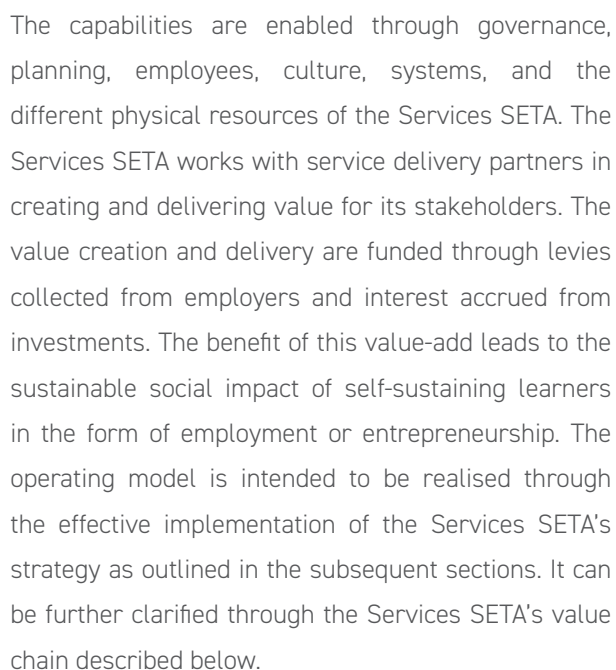 The capabilities are enabled through governance,
planning, employees, culture, systems, and the
different physical resources of the Services SETA. The
Services SETA works with service delivery partners in
creating and delivering value for its stakeholders. The
value creation and delivery are funded through levies
collected from employers and interest accrued from
investments. The benefit of this value-add leads to the
sustainable social impact of self-sustaining learners
in the form of employment or entrepreneurship. The
operating model is intended to be realised through
the effective implementation of the Services SETA’s
strategy as outlined in the subsequent sections. It can
be further clarified through the Services SETA’s value
chain described below.